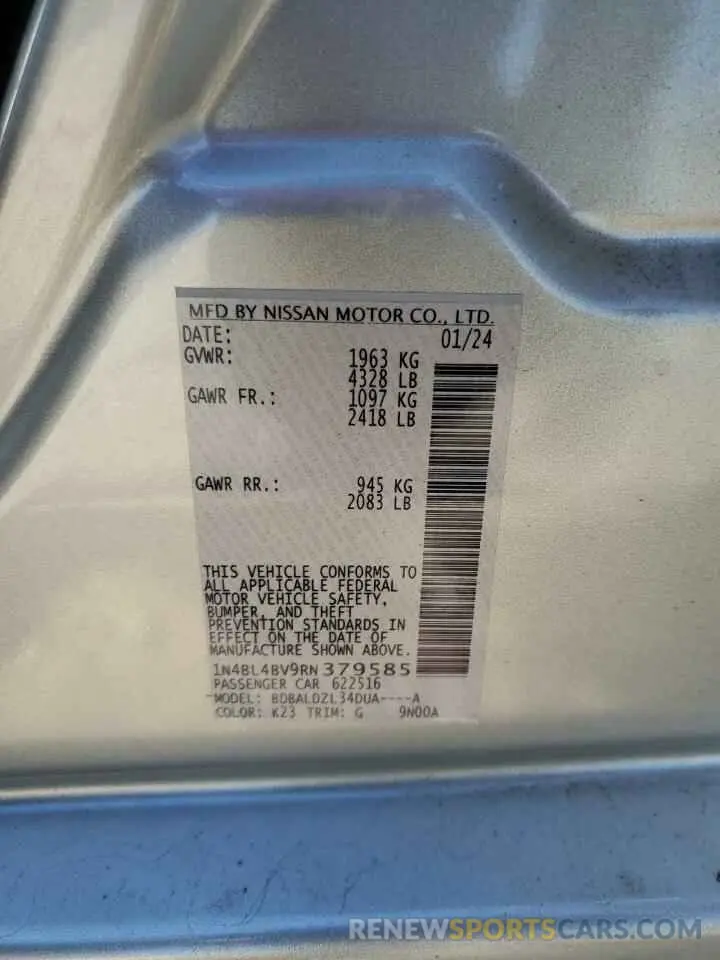 MFD BY NISSAN MOTOR CO., LTD.
DATE: 01/24
GVWR: 1963 KG
4328 LB
GAWR FR.: 1097 KG
2418 LB
GAWR RR.: 945 KG
2083 LB
THIS VEHICLE CONFORMS TO
ALL APPLICABLE FEDERAL
MOTOR VEHICLE SAFETY,
BUMPER, AND THEFT
PREVENTION STANDARDS IN
EFFECT ON THE DATE OF
MANUFACTURE SHOWN ABOVE.
1N4BL4BV9RN379585
PASSENGER CAR 622516
MODEL: BDBALDZL34DUA----A
COLOR: K23 TRIM: G 9N00A
RENEWSPORTSCARS.COM